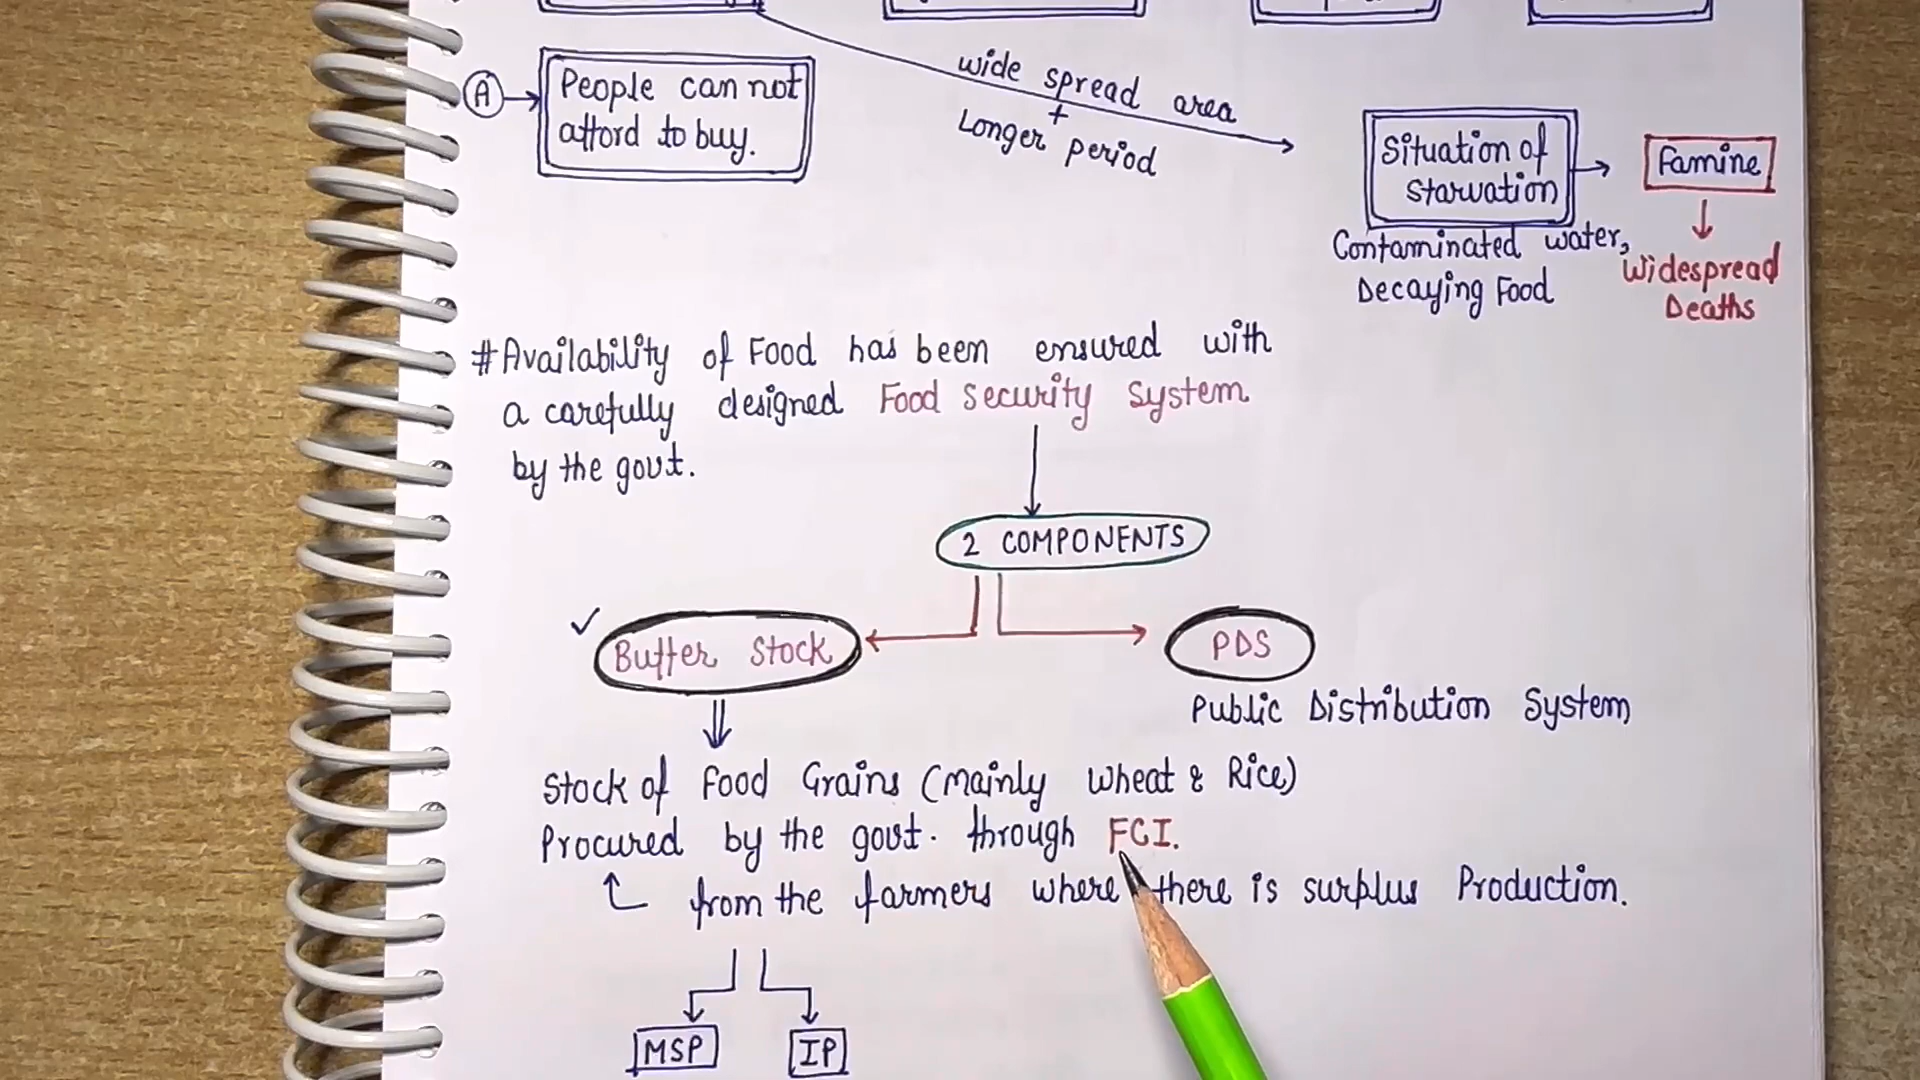 A
People can not
afford to buy.
wide spread area
+
Longer period
Situation of
starvation
Famine
Contaminated water,
Decaying Food
Widespread
Deaths
#Availability of Food has been ensured with
a carefully designed Food Security System
by the govt.
2 COMPONENTS
Buffer Stock
PDS
Public Distribution System
Stock of Food Grains (Mainly Wheat & Rice)
Procured by the govt. through FCI.
from the farmers where there is surplus Production.
MSP
IP